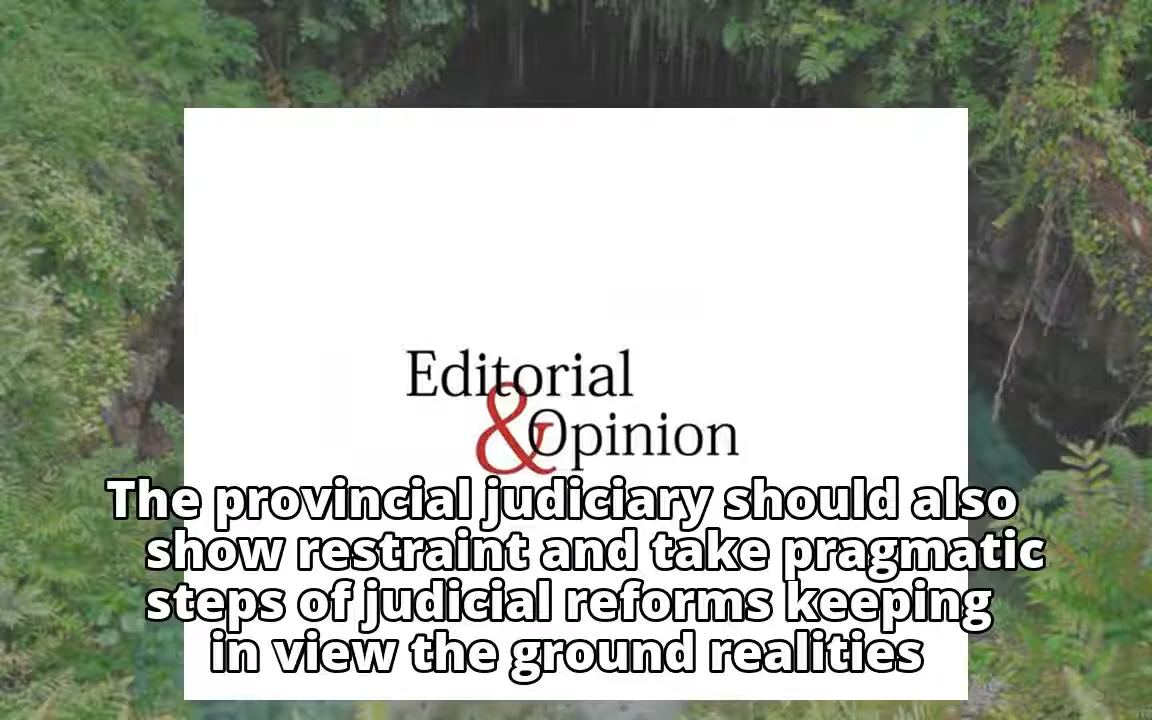 Editorial
&Opinion
The provincial judiciary should also
show restraint and take pragmatic
steps of judicial reforms keeping
in view the ground realities